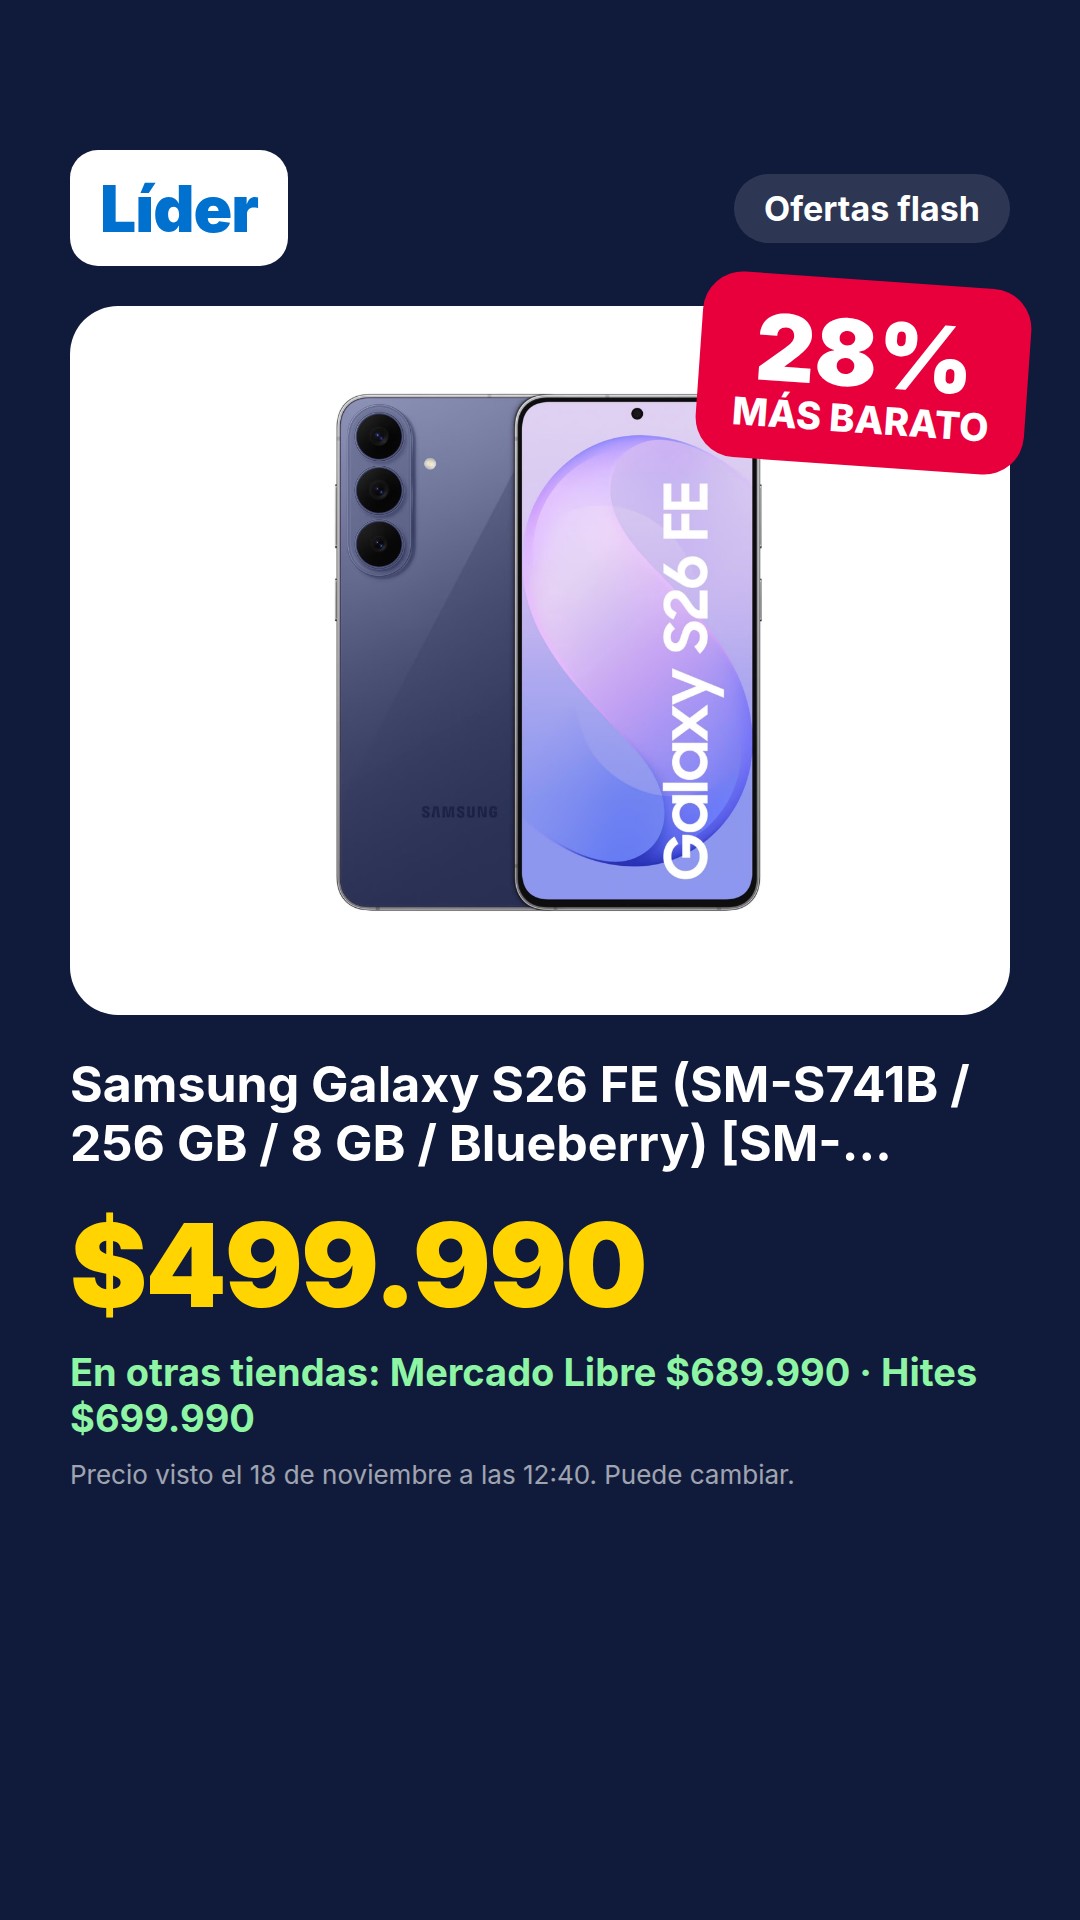 Líder
Ofertas flash
28%
MÁS BARATO
Galaxy S26 FE
SAMSUNG
Samsung Galaxy S26 FE (SM-S741B /
256 GB / 8 GB / Blueberry) [SM-...
$499.990
En otras tiendas: Mercado Libre $689.990 · Hites
$699.990
Precio visto el 18 de noviembre a las 12:40. Puede cambiar.